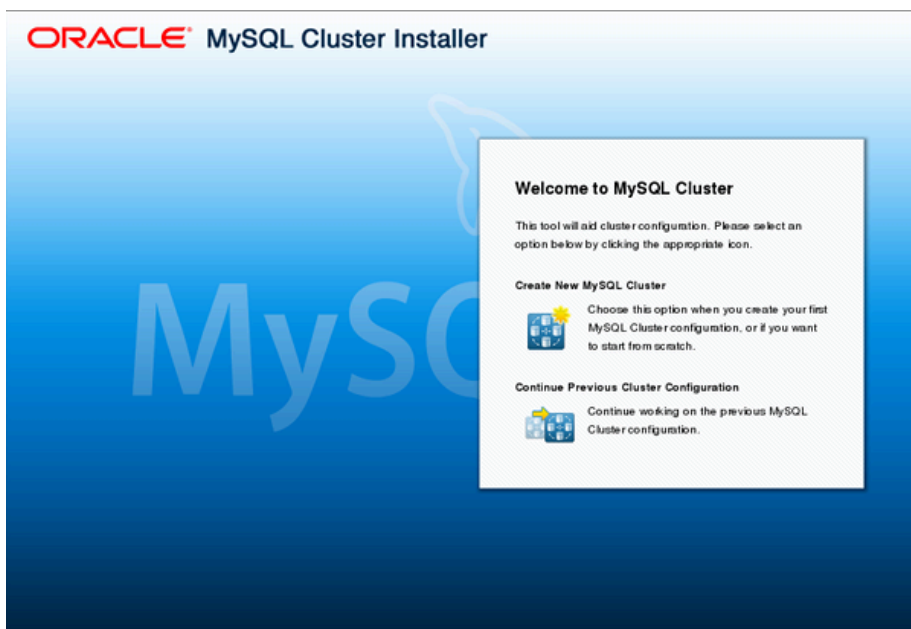 ORACLE® MySQL Cluster Installer
MySQ
Welcome to MySQL Cluster
This tool will aid cluster configuration. Please select an
option below by clicking the appropriate icon.
Create New MySQL Cluster
Choose this option when you create your first
MySQL Cluster configuration, or if you want
to start from scratch.
Continue Previous Cluster Configuration
Continue working on the previous MySQL
Cluster configuration.